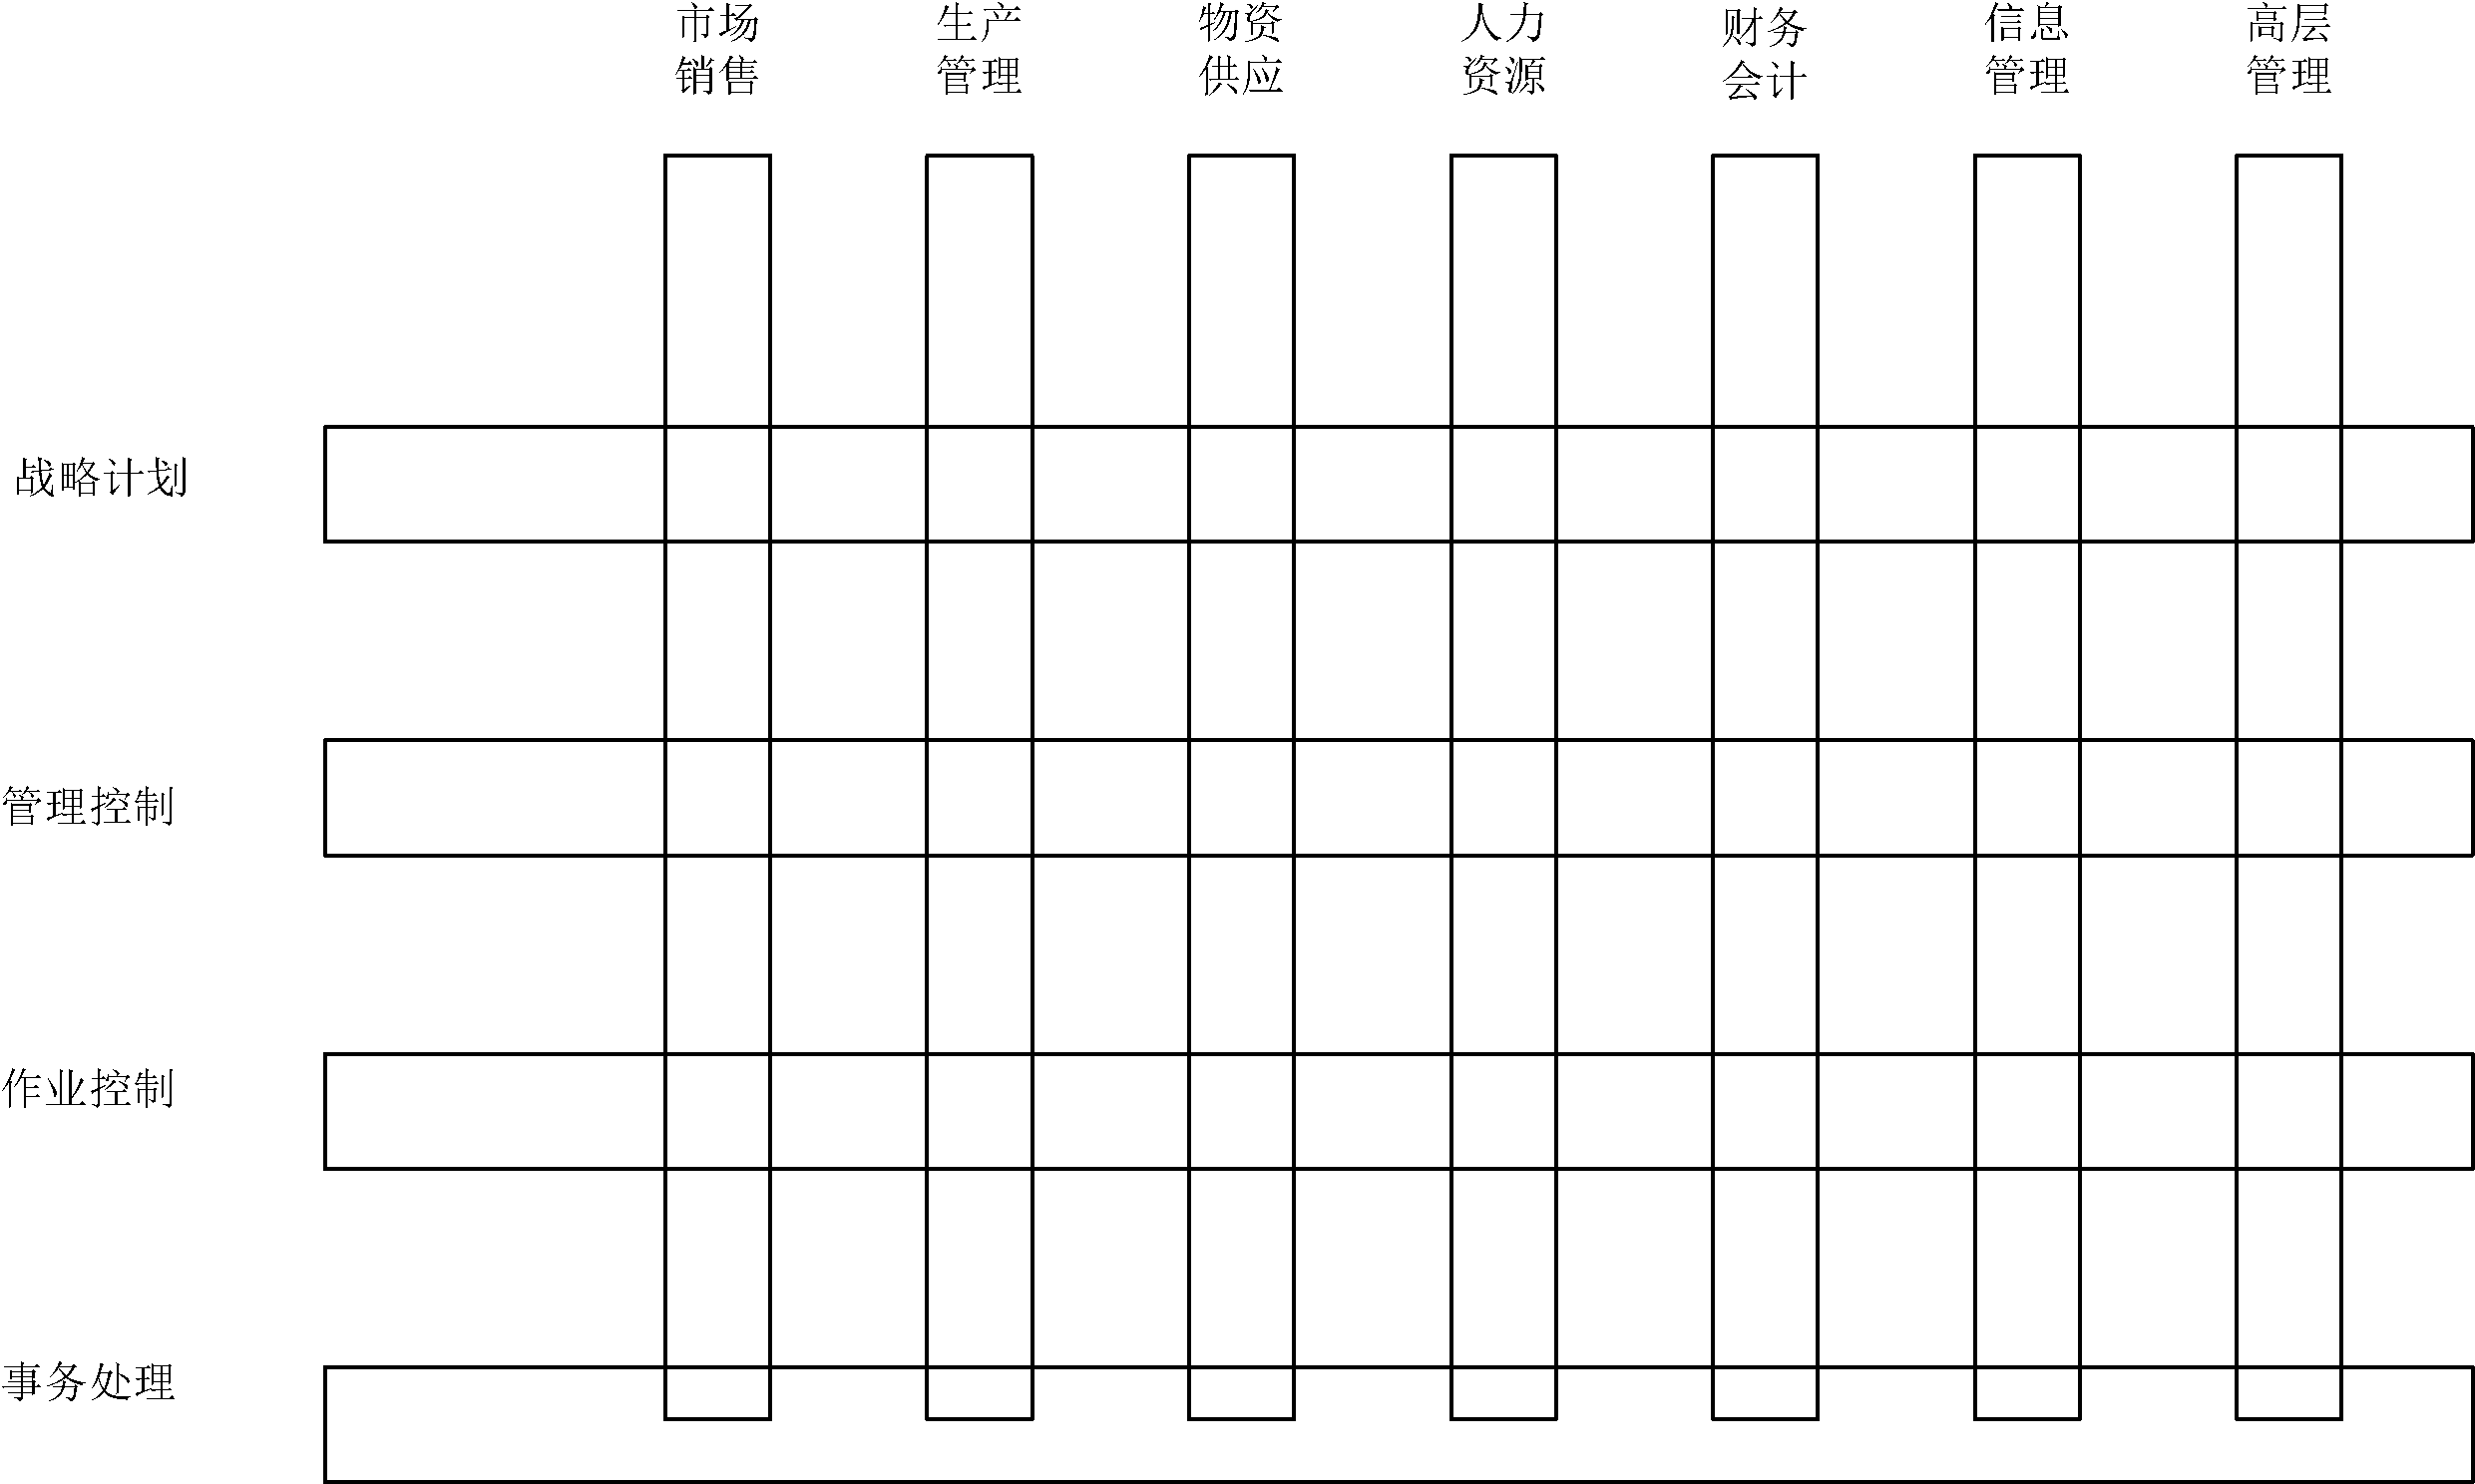 市场
销售
生产
管理
物资
供应
人力
资源
财务
会计
信息
管理
高层
管理
战略计划
管理控制
作业控制
事务处理